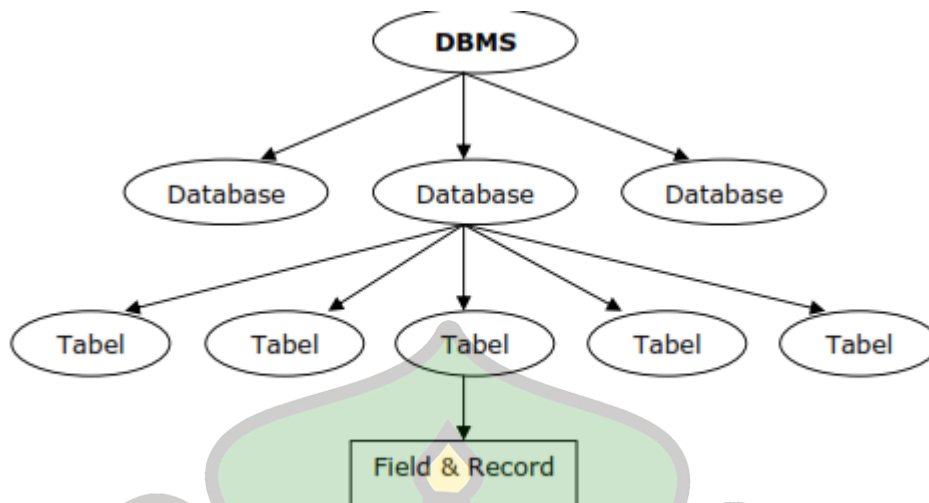 DBMS
Database Database Database
Tabel Tabel Tabel Tabel Tabel
Field & Record